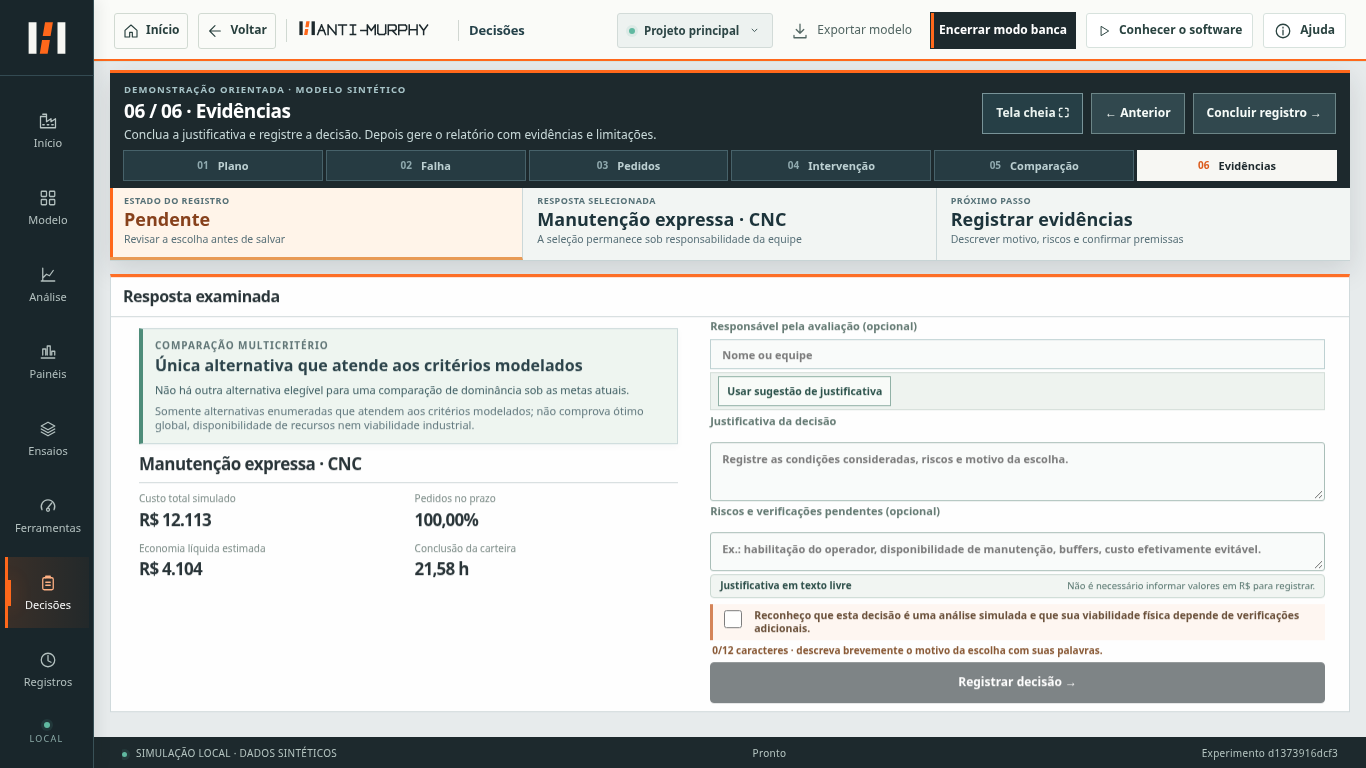 Início
Voltar
HANTI-MURPHY
Decisões
Projeto principal
Exportar modelo
Encerrar modo banca
Conhecer o software
Ajuda
Início
Modelo
Análise
Painéis
Ensaios
Ferramentas
Decisões
Registros
LOCAL
DEMONSTRAÇÃO ORIENTADA · MODELO SINTÉTICO
06 / 06 · Evidências
Conclua a justificativa e registre a decisão. Depois gere o relatório com evidências e limitações.
Tela cheia
← Anterior
Concluir registro →
01 Plano
02 Falha
03 Pedidos
04 Intervenção
05 Comparação
06 Evidências
ESTADO DO REGISTRO
Pendente
Revisar a escolha antes de salvar
RESPOSTA SELECIONADA
Manutenção expressa · CNC
A seleção permanece sob responsabilidade da equipe
PRÓXIMO PASSO
Registrar evidências
Descrever motivo, riscos e confirmar premissas
Resposta examinada
COMPARAÇÃO MULTICRITÉRIO
Única alternativa que atende aos critérios modelados
Não há outra alternativa elegível para uma comparação de dominância sob as metas atuais.
Somente alternativas enumeradas que atendem aos critérios modelados; não comprova ótimo
global, disponibilidade de recursos nem viabilidade industrial.
Manutenção expressa · CNC
Custo total simulado
R$ 12.113
Pedidos no prazo
100,00%
Economia líquida estimada
R$ 4.104
Conclusão da carteira
21,58 h
Responsável pela avaliação (opcional)
Nome ou equipe
Usar sugestão de justificativa
Justificativa da decisão
Registre as condições consideradas, riscos e motivo da escolha.
Riscos e verificações pendentes (opcional)
Ex.: habilitação do operador, disponibilidade de manutenção, buffers, custo efetivamente evitável.
Justificativa em texto livre
Não é necessário informar valores em R$ para registrar.
Reconheço que esta decisão é uma análise simulada e que sua viabilidade física depende de verificações
adicionais.
0/12 caracteres · descreva brevemente o motivo da escolha com suas palavras.
Registrar decisão →
SIMULAÇÃO LOCAL · DADOS SINTÉTICOS
Pronto
Experimento d1373916dcf3